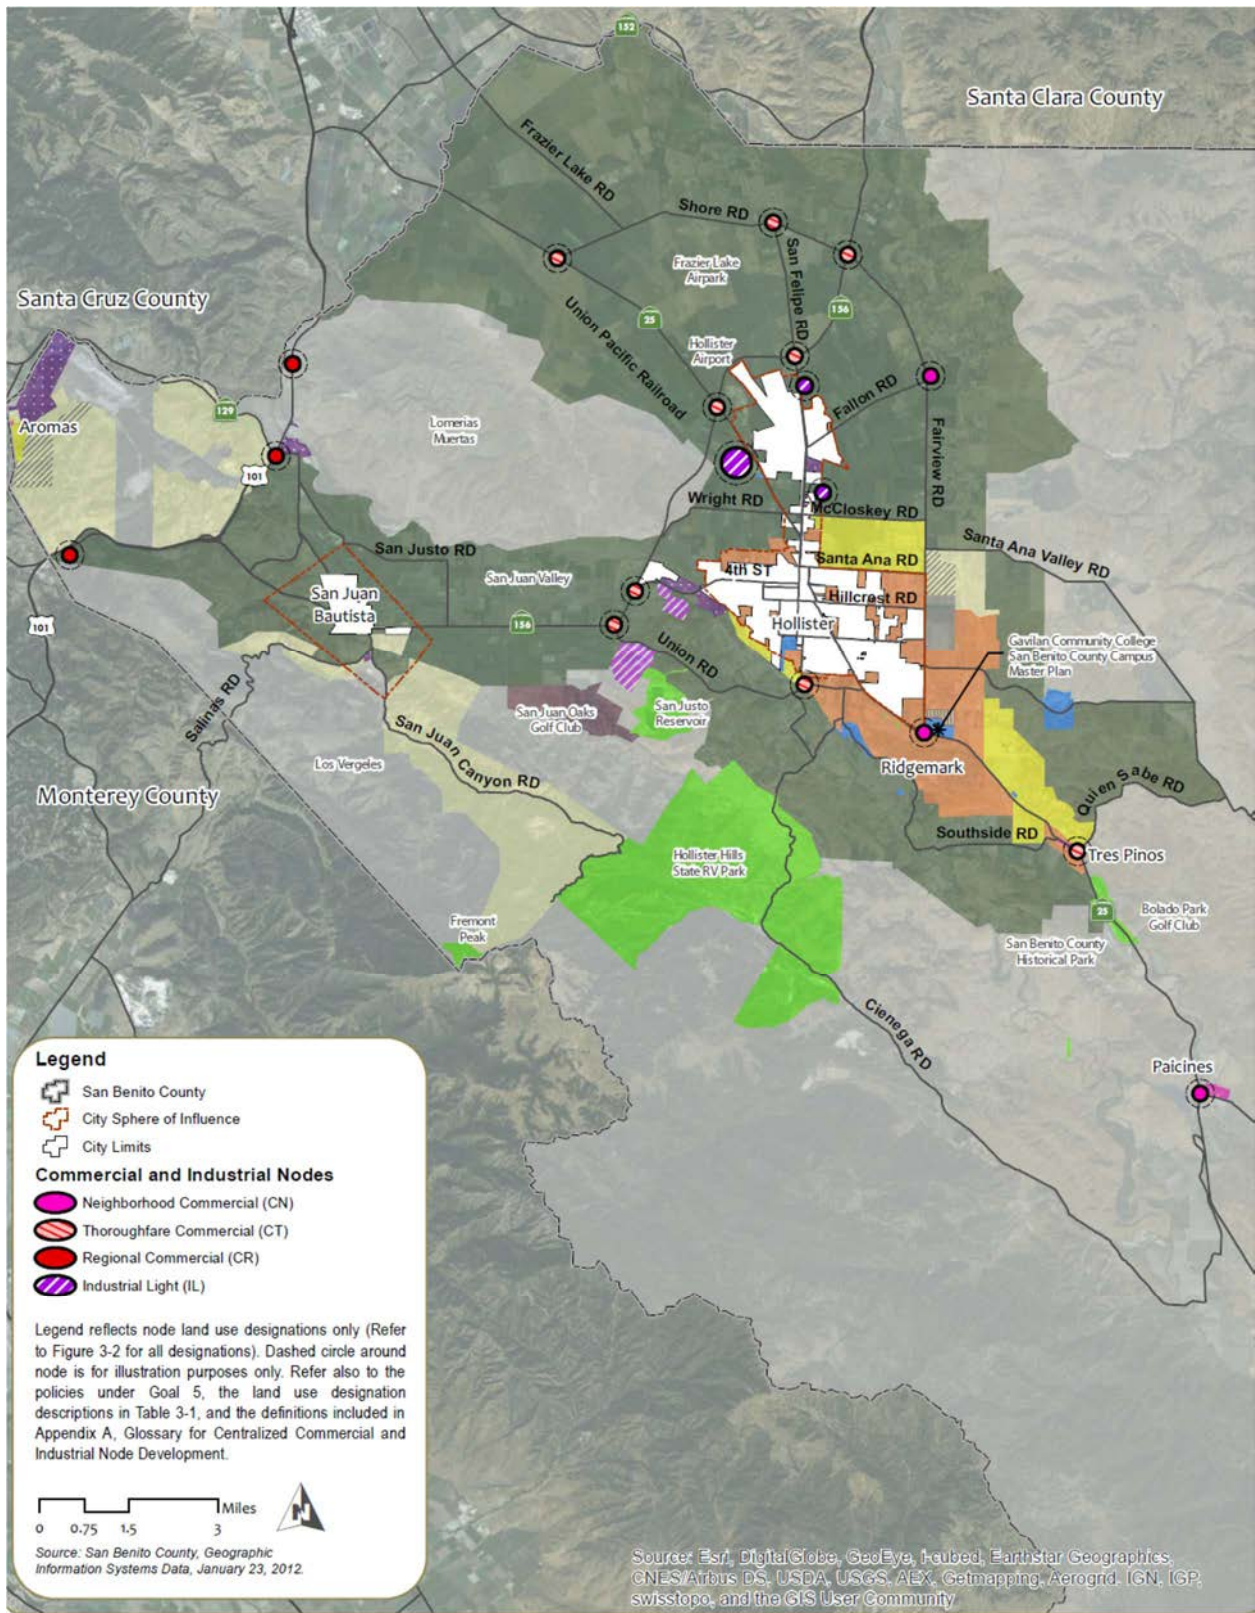 152
Santa Clara County
Frazier Lake RD
Shore RD
San Felipe RD
Frazier Lake
Airpark
Santa Cruz County
Union Pacific Railroad
25
156
Hollister
Airport
Fallon RD
129
Aromas
Lomerias
Muertas
Fairview RD
101
Wright RD
McCloskey RD
San Justo RD
Santa Ana RD
Santa Ana Valley RD
San Juan Valley
4th ST
San Juan
Bautista
Hillcrest RD
101
156
Hollister
Union RD
Gavilan Community College
San Benito County Campus
Master Plan
Salinas RD
San Juan Oaks
Golf Club
San Justo
Reservoir
San Juan Canyon RD
Los Vergeles
Ridgemark
Quien Sabe RD
Monterey County
Southside RD
Tres Pinos
Hollister Hills
State RV Park
25
Bolado Park
Golf Club
Fremont
Peak
San Benito County
Historical Park
Cienega RD
Paicines
Legend
San Benito County
City Sphere of Influence
City Limits
Commercial and Industrial Nodes
Neighborhood Commercial (CN)
Thoroughfare Commercial (CT)
Regional Commercial (CR)
Industrial Light (IL)
Legend reflects node land use designations only (Refer
to Figure 3-2 for all designations). Dashed circle around
node is for illustration purposes only. Refer also to the
policies under Goal 5, the land use designation
descriptions in Table 3-1, and the definitions included in
Appendix A, Glossary for Centralized Commercial and
Industrial Node Development.
Miles
0 0.75 1.5 3
N
Source: San Benito County, Geographic
Information Systems Data, January 23, 2012.
Source: Esri, DigitalGlobe, GeoEye, i-cubed, Earthstar Geographics,
CNES/Airbus DS, USDA, USGS, AEX, Getmapping, Aerogrid, IGN, IGP,
swisstopo, and the GIS User Community